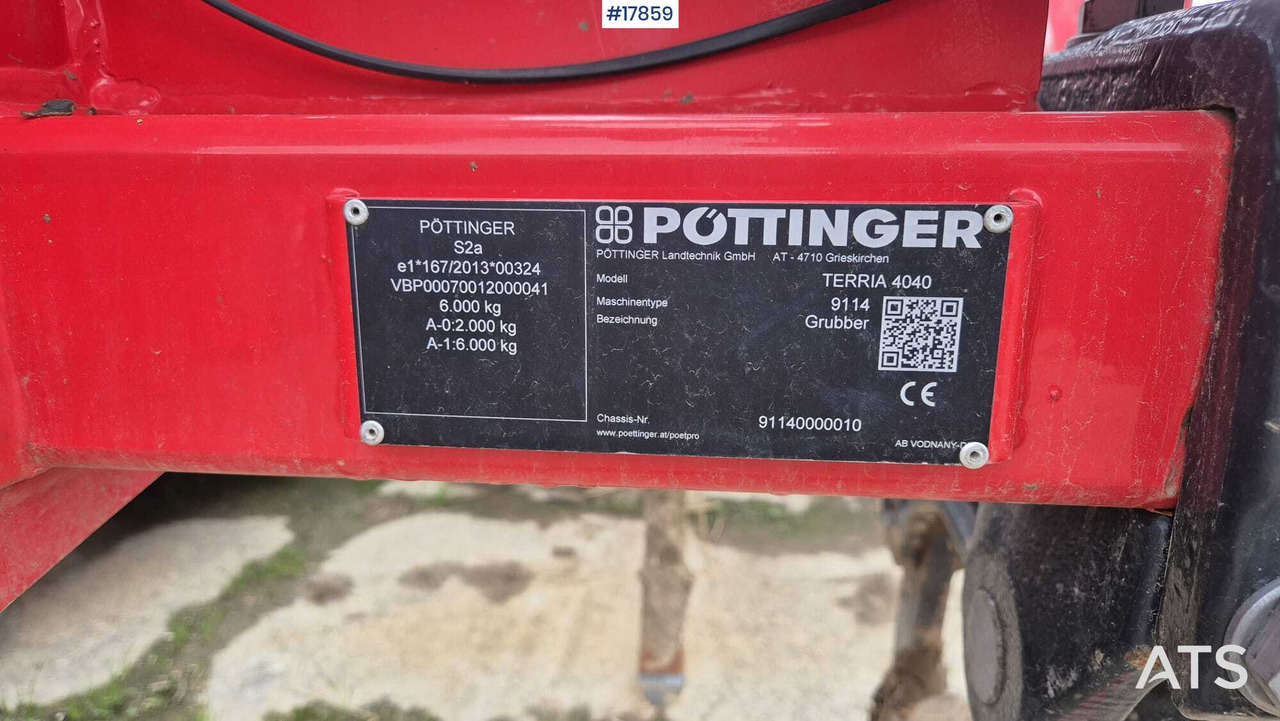 #17859
PÖTTINGER
S2a
e1*167/2013*00324
VBP00070012000041
6.000 kg
A-0:2.000 kg
A-1:6.000 kg
PÖTTINGER
PÖTTINGER Landtechnik GmbH AT - 4710 Grieskirchen
Modell TERRIA 4040
Maschinentype 9114
Bezeichnung Grubber
CE
Chassis-Nr. 91140000010
www.poettinger.at/poetpro
AB VODNANY-
ATS